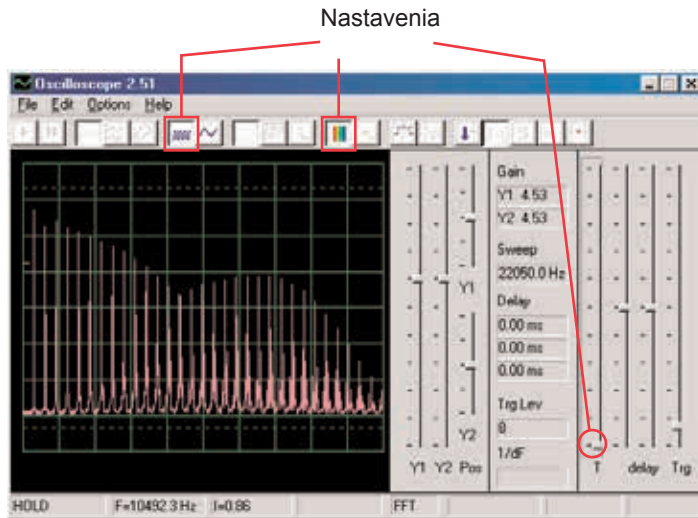 Nastavenia
Oscilloscope 2.51
File Edit Options Help
Gain
Y1 4.53
Y2 4.53
Sweep
22050.0 Hz
Delay
0.00 ms
0.00 ms
0.00 ms
Trg Lev
0
1/dF
Y1
Y2
Y1 Y2 Pos
T delay Trg
HOLD F=10492.3 Hz I=0.86 FFT